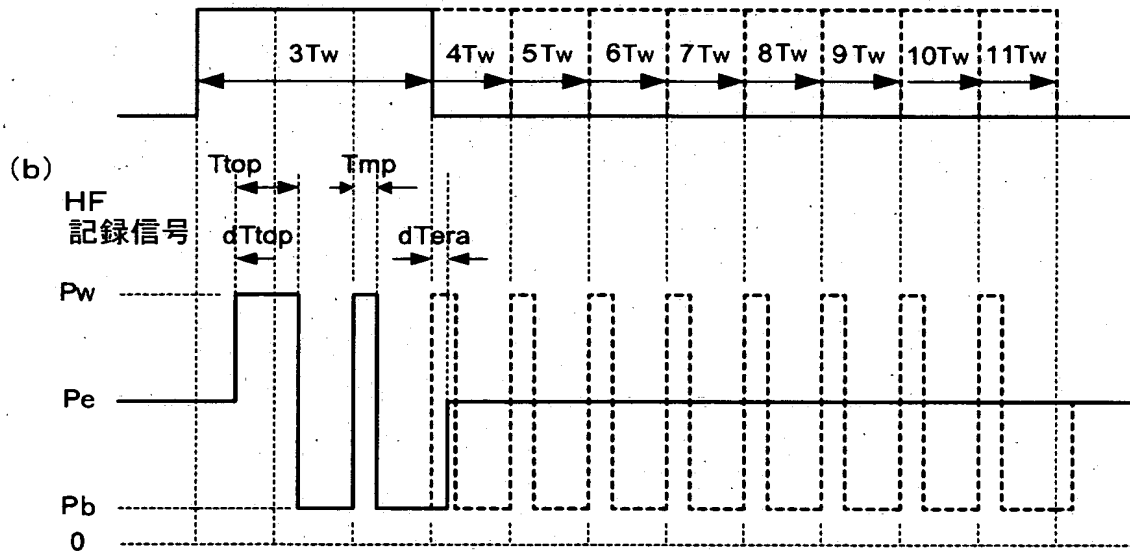 3Tw 4Tw 5Tw 6Tw 7Tw 8Tw 9Tw 10Tw 11Tw
(b)
Ttop Tmp
HF
記録信号
dTtop dTera
Pw
Pe
Pb
0